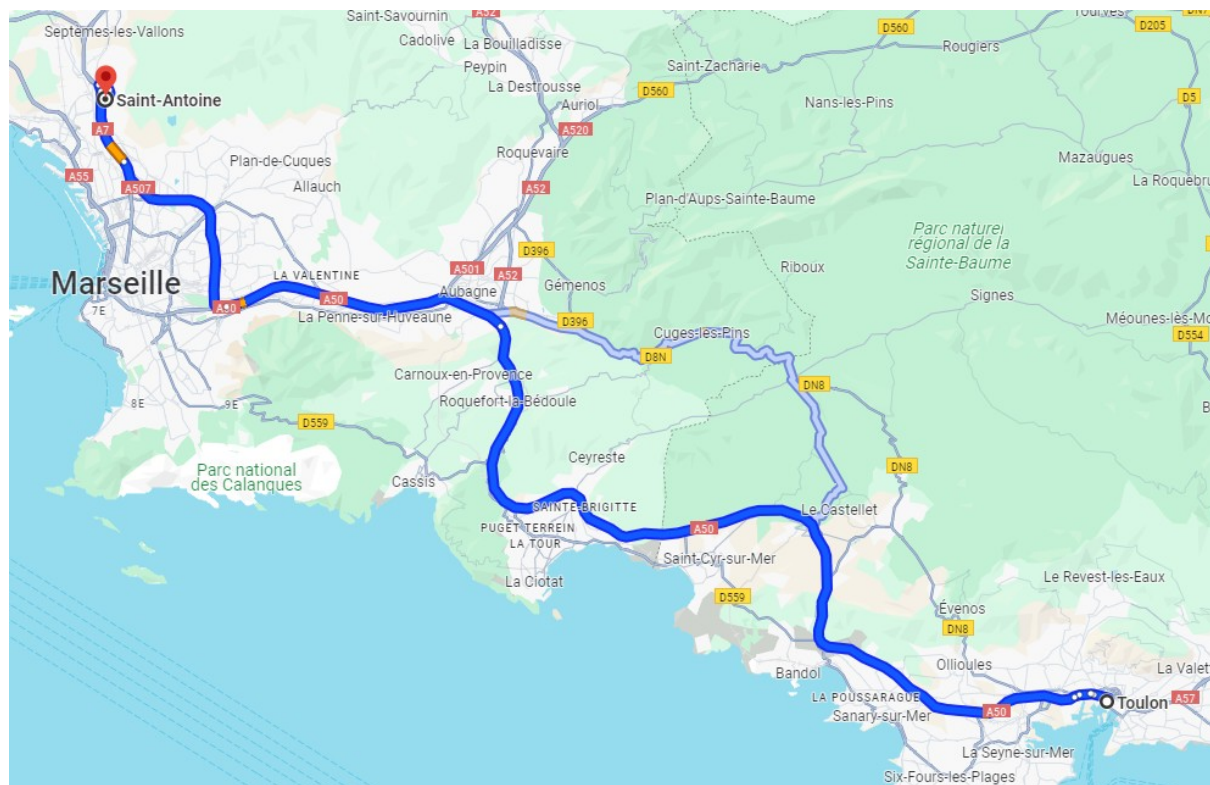 Saint-Savournin
A52
Tourves
DN7
Septèmes-les-Vallons
Cadolive
La Bouilladisse
D560
D205
Rougiers
Peypin
Saint-Zacharie
La Destrousse
D560
Saint-Antoine
Auriol
Nans-les-Pins
D5
A7
A520
Roquevaire
Plan-de-Cuques
Mazaugues
A55
A507
Allauch
A52
La Roquebru
Plan-d'Aups-Sainte-Baume
Parc naturel
régional de la
Sainte-Baume
D396
Marseille
LA VALENTINE
A501
A52
Riboux
Gémenos
Aubagne
A50
Signes
7E
A50
La Penne-sur-Huveaune
D396
Méounes-lès-Mo
Cuges-les-Pins
D554
D8N
Carnoux-en-Provence
DN8
8E
9E
Roquefort-la-Bédoule
B
D559
Ceyreste
Parc national
des Calanques
DN8
Cassis
SAINTE-BRIGITTE
Le Castellet
PUGET TERREIN
A50
LA TOUR
Saint-Cyr-sur-Mer
La Ciotat
Le Revest-les-Eaux
D559
Évenos
DN8
Ollioules
La Valet
Bandol
LA POUSSARAGUE
A57
Toulon
Sanary-sur-Mer
A50
La Seyne-sur-Mer
Six-Fours-les-Plages